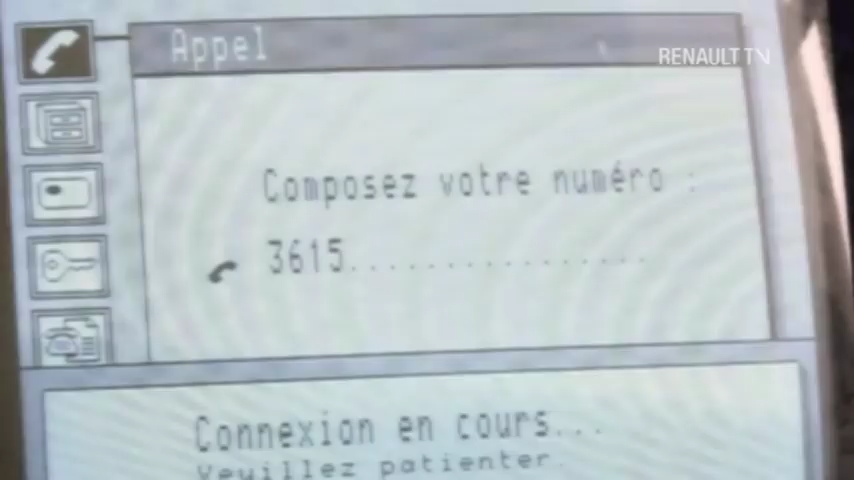 Appel
RENAULT TV
Composez votre numéro :
3615................
Connexion en cours...
Veuillez patienter.